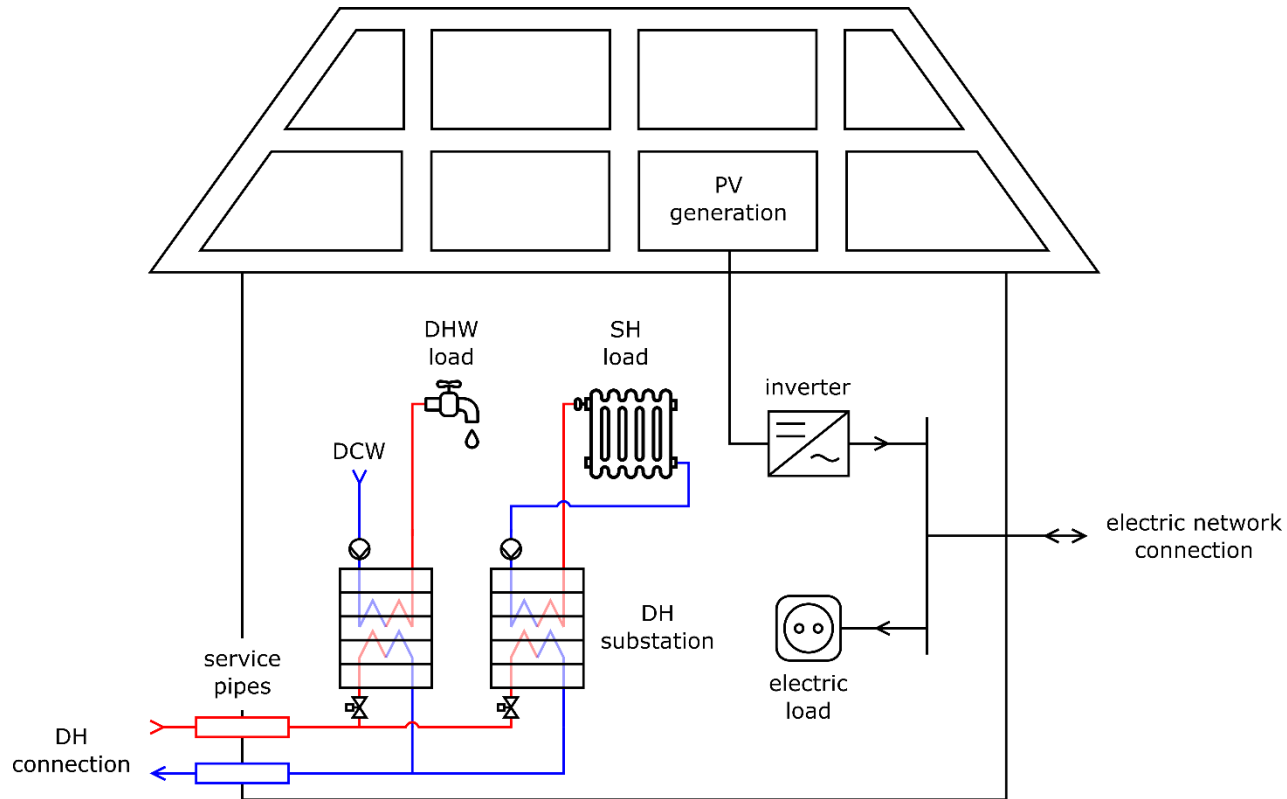 PV
generation
DHW
load
SH
load
inverter
DCW
electric network
connection
DH
substation
service
pipes
electric
load
DH
connection